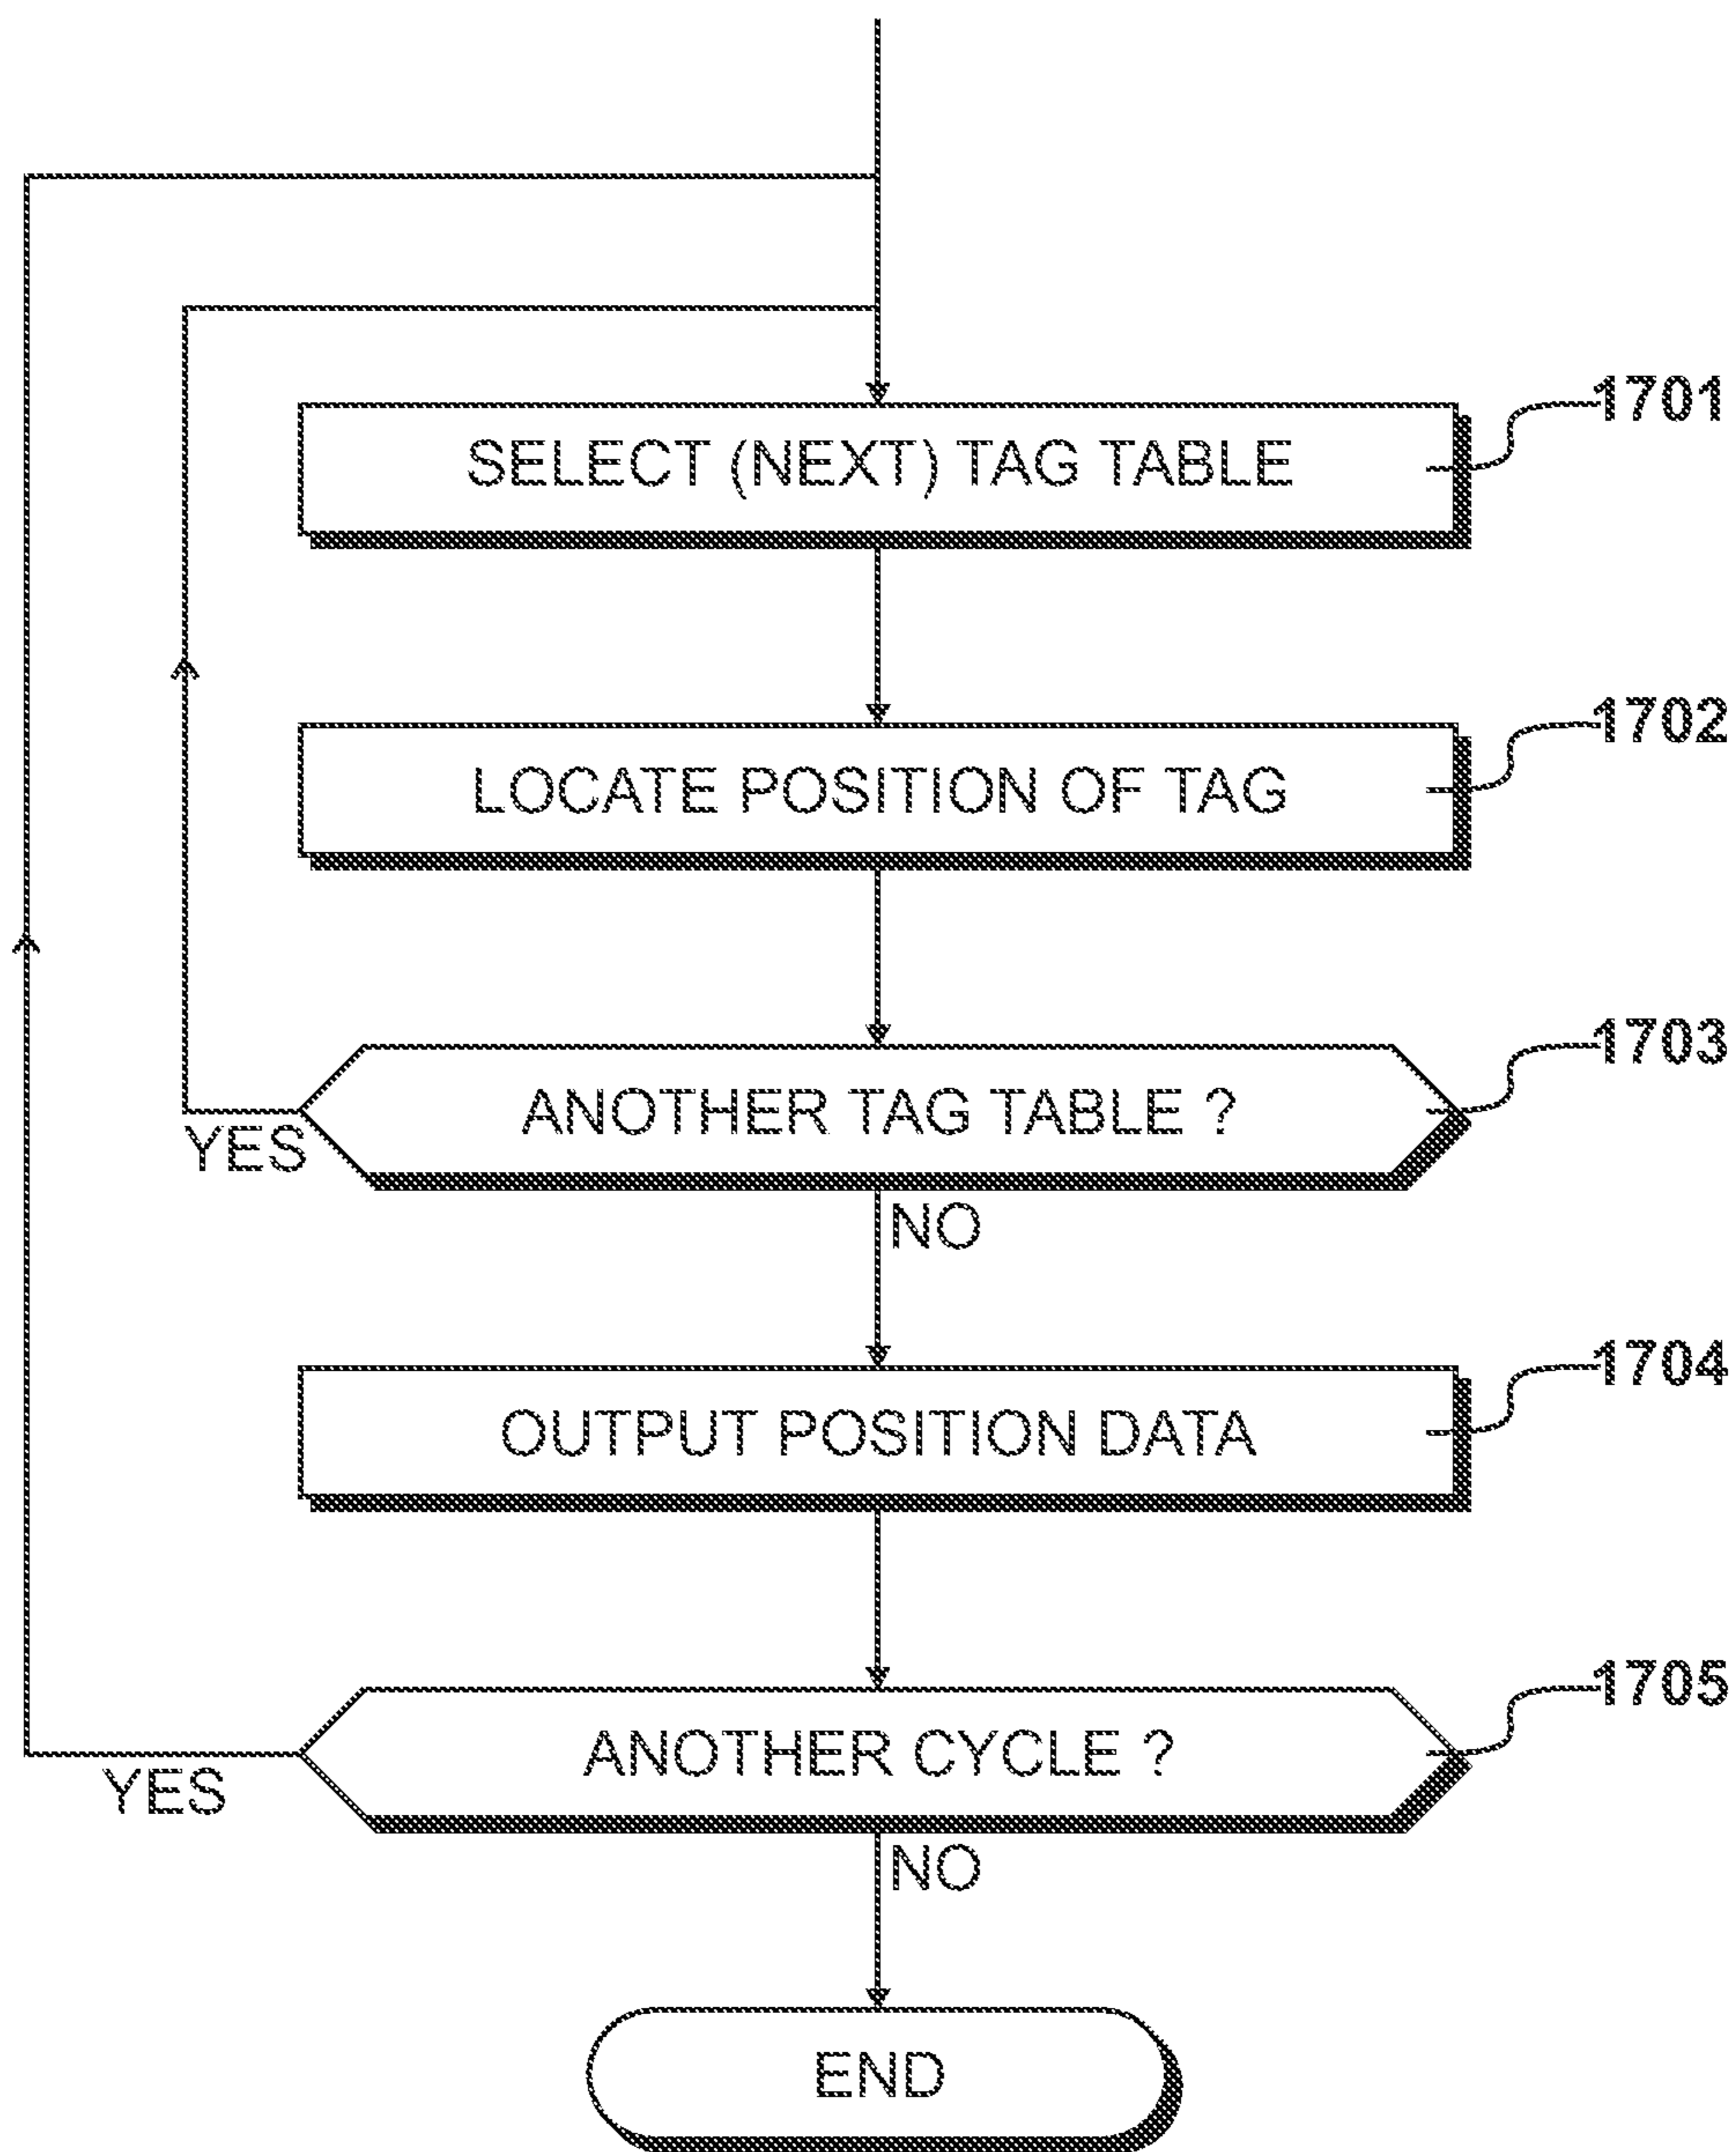 SELECT (NEXT) TAG TABLE
1701
LOCATE POSITION OF TAG
1702
ANOTHER TAG TABLE ?
1703
YES
NO
OUTPUT POSITION DATA
1704
ANOTHER CYCLE ?
1705
YES
NO
END